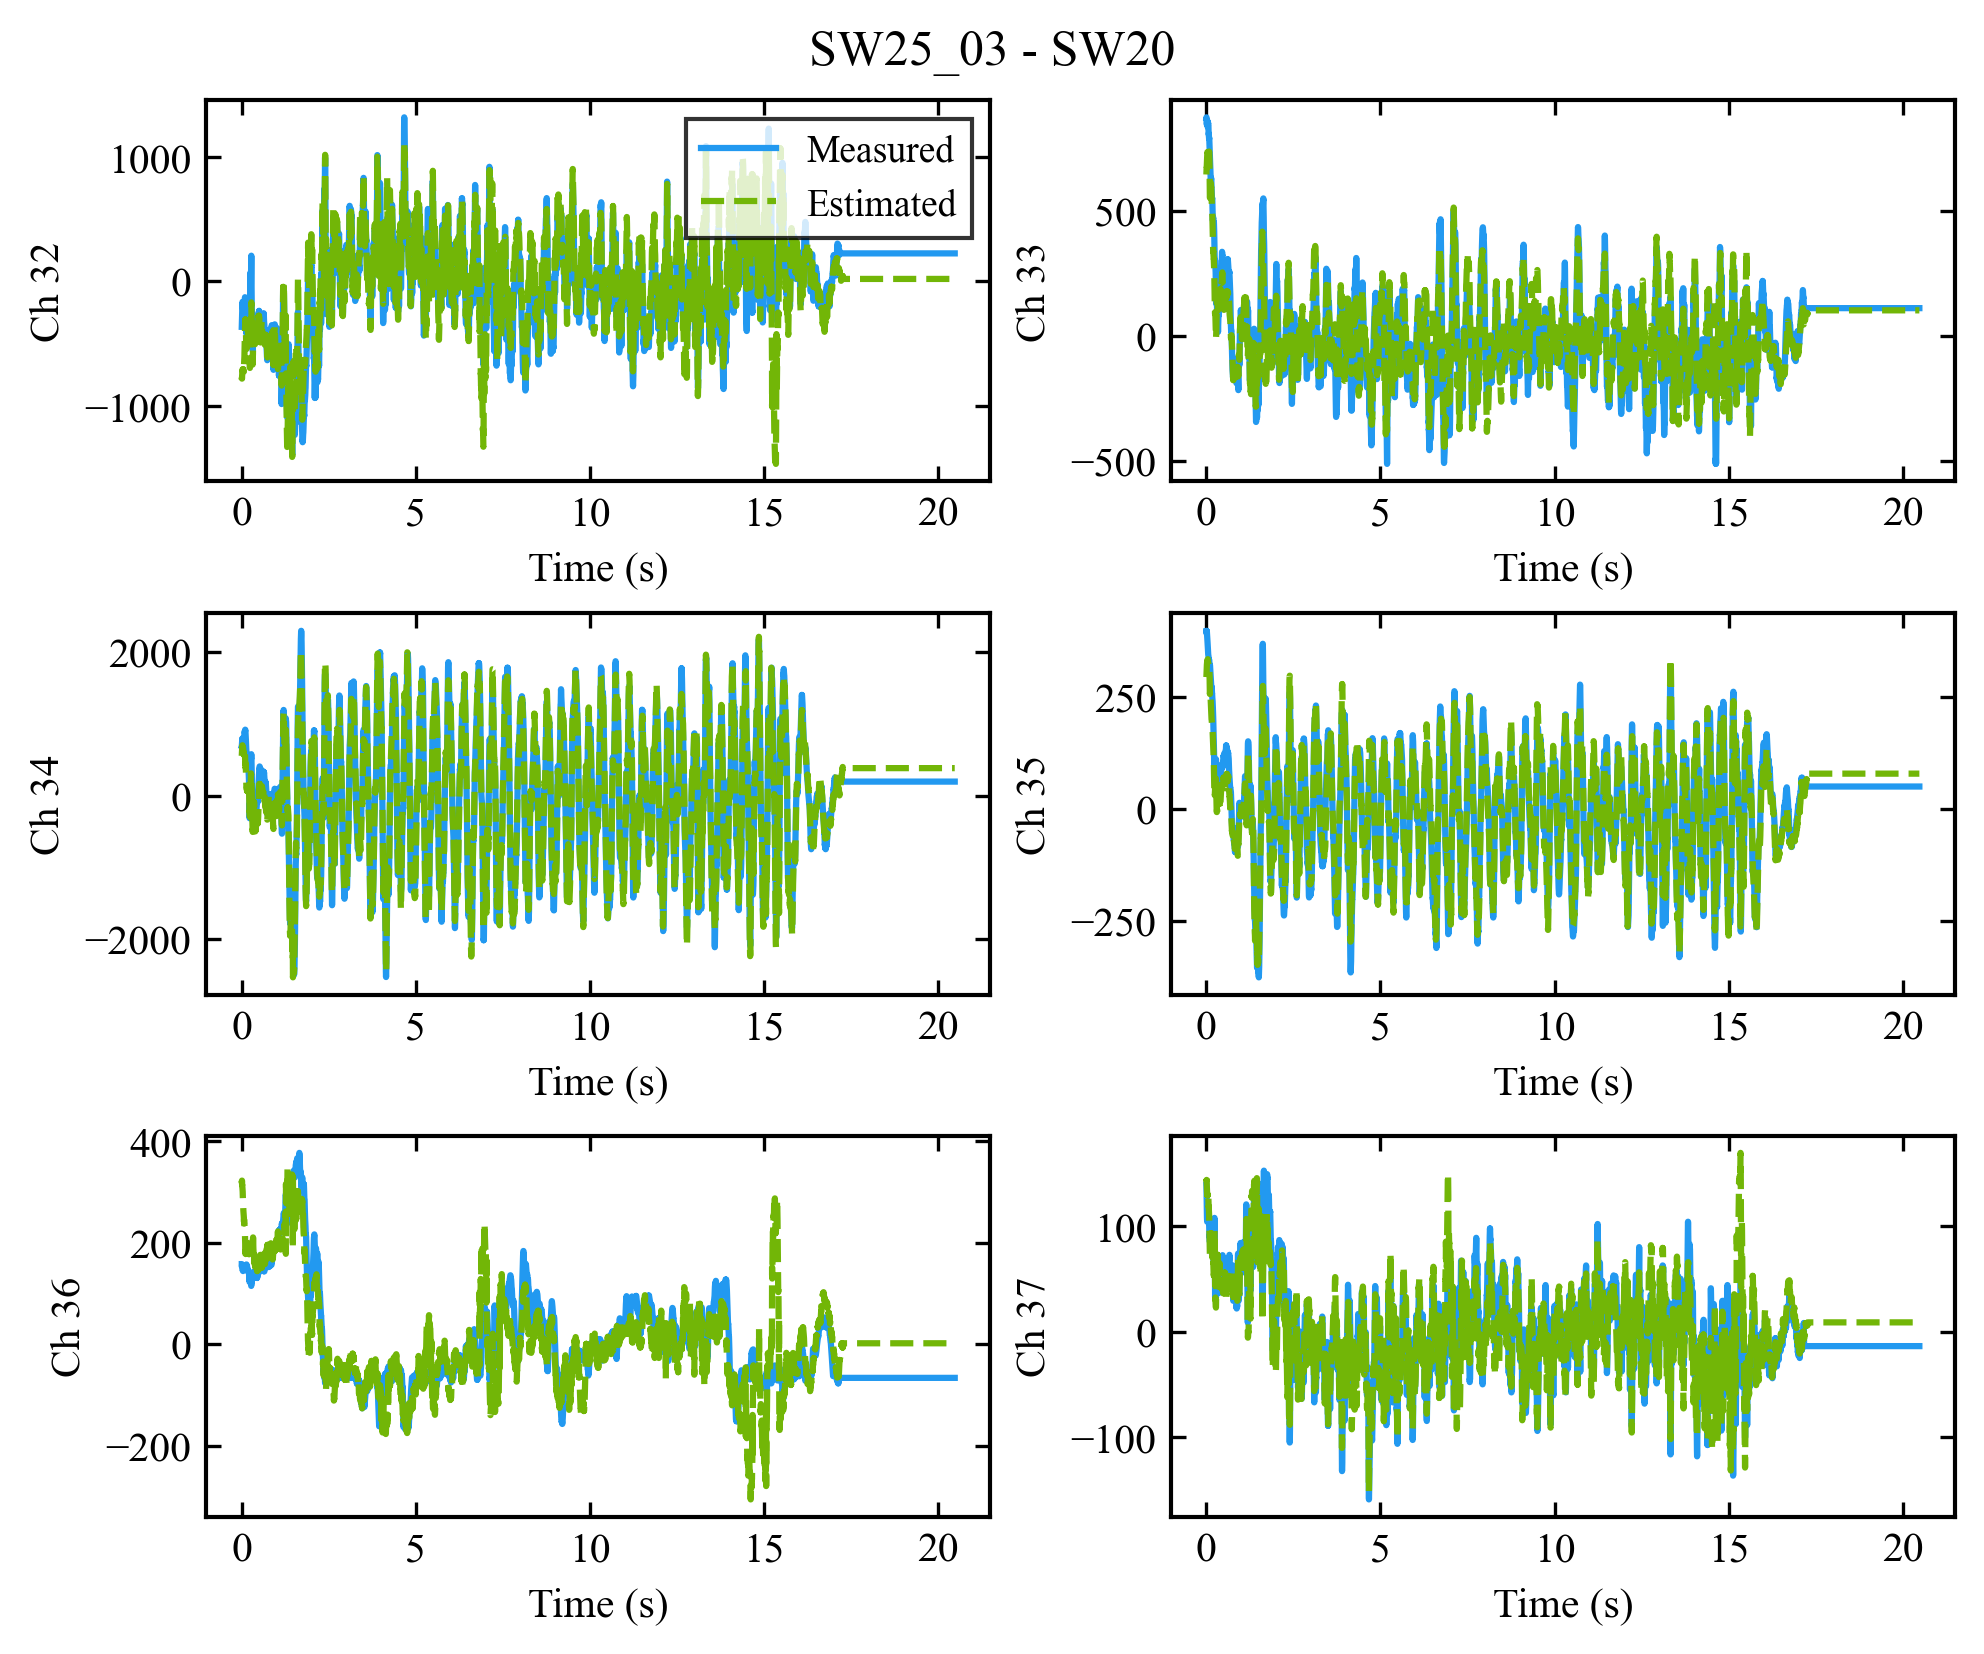 SW25_03 - SW20
Ch 32
1000
0
−1000
Measured
Estimated
0 5 10 15 20
Time (s)
Ch 33
500
0
−500
0 5 10 15 20
Time (s)
Ch 34
2000
0
−2000
0 5 10 15 20
Time (s)
Ch 35
250
0
−250
0 5 10 15 20
Time (s)
Ch 36
400
200
0
−200
0 5 10 15 20
Time (s)
Ch 37
100
0
−100
0 5 10 15 20
Time (s)